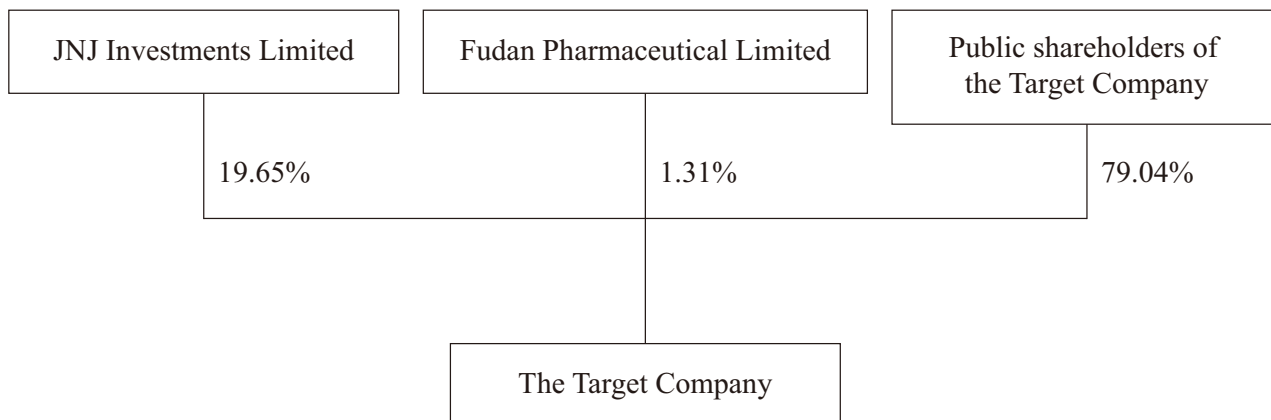 JNJ Investments Limited
Fudan Pharmaceutical Limited
Public shareholders of
the Target Company
19.65%
1.31%
79.04%
The Target Company